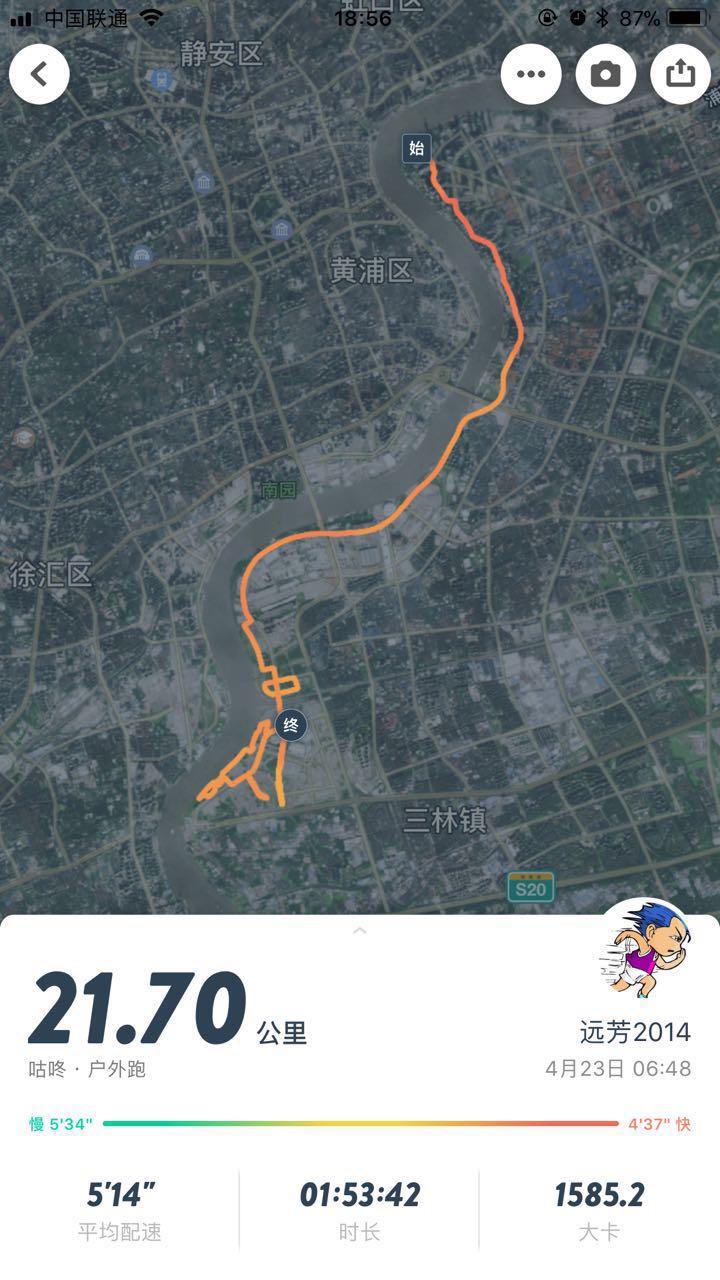 中国联通
18:56
87%
虹口区
静安区
浦
始
黄浦区
南园
徐汇区
终
三林镇
S20
21.70 公里
远芳2014
咕咚 · 户外跑
4月23日 06:48
慢 5'34"
4'37" 快
5'14"
01:53:42
1585.2
平均配速
时长
大卡